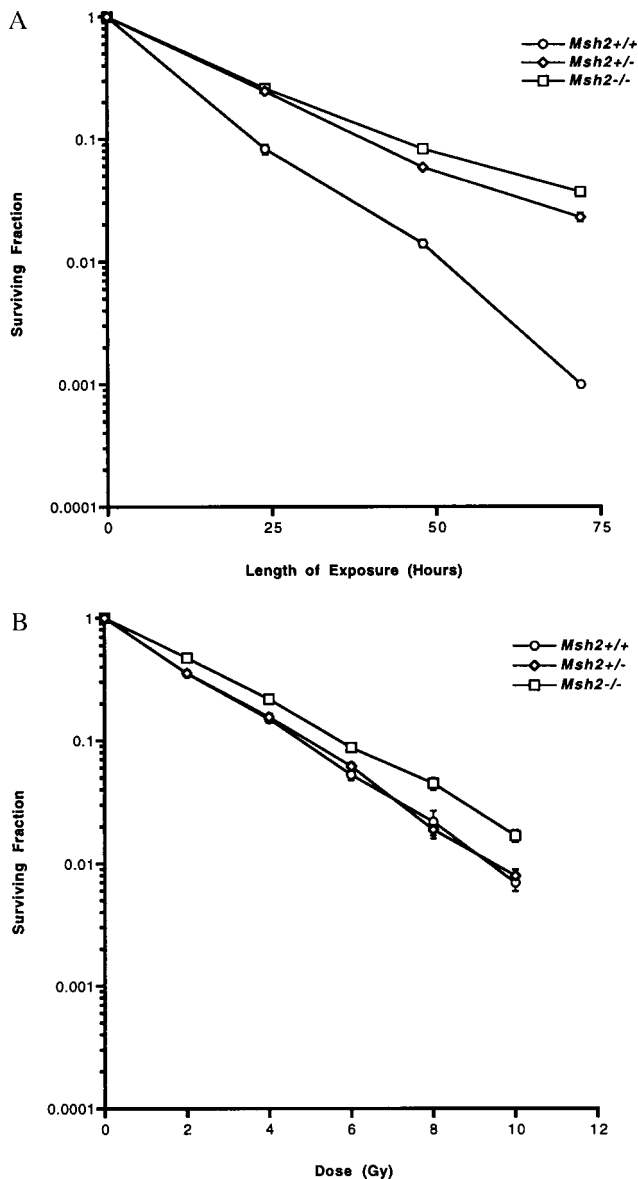 A
1
0.1
0.01
0.001
0.0001
Surviving Fraction
Msh2+/+
Msh2+/-
Msh2-/-
0
25
50
75
Length of Exposure (Hours)
B
1
0.1
0.01
0.001
0.0001
Surviving Fraction
Msh2+/+
Msh2+/-
Msh2-/-
0
2
4
6
8
10
12
Dose (Gy)